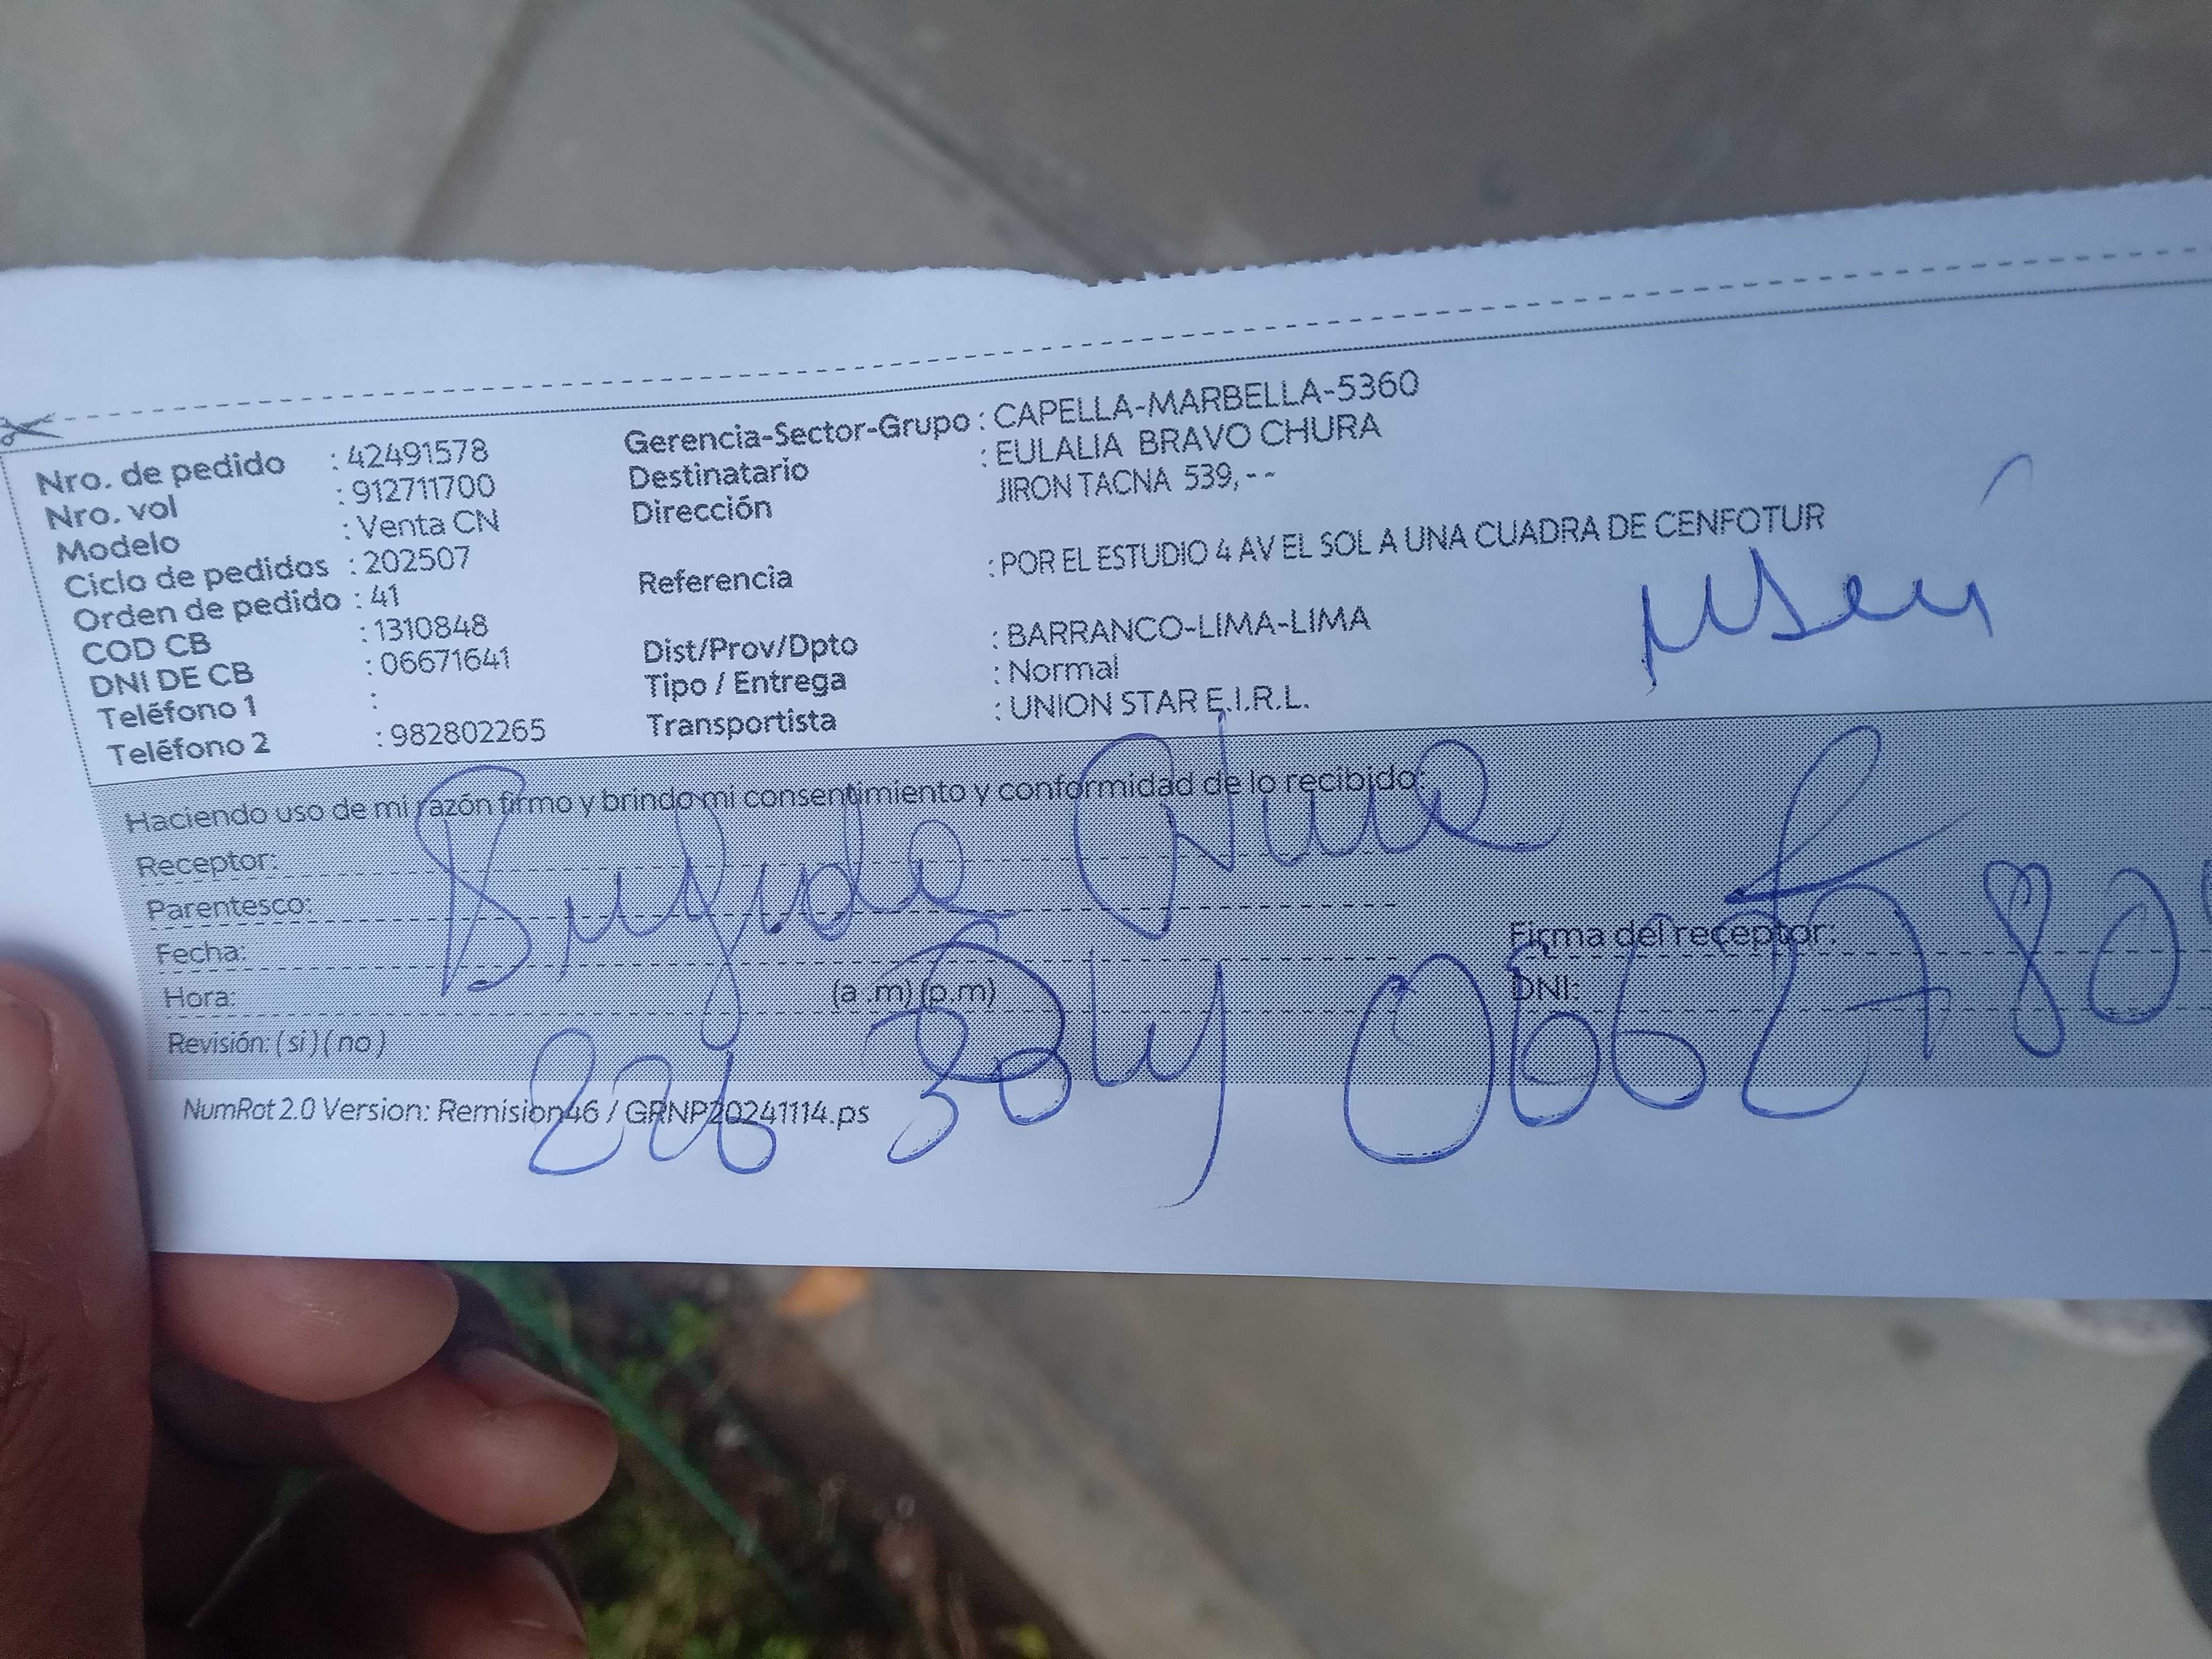 Nro. de pedido : 42491578
Nro. vol : 912711700
Modelo : Venta CN
Ciclo de pedidos : 202507
Orden de pedido : 41
COD CB : 1310848
DNI DE CB : 06671641
Teléfono 1 :
Teléfono 2 : 982802265
Gerencia-Sector-Grupo : CAPELLA-MARBELLA-5360
Destinatario : EULALIA BRAVO CHURA
Dirección JIRON TACNA 539, --
Referencia : POR EL ESTUDIO 4 AV EL SOL A UNA CUADRA DE CENFOTUR
Dist/Prov/Dpto : BARRANCO-LIMA-LIMA
Tipo / Entrega : Normal
Transportista : UNION STAR E.I.R.L.
Haciendo uso de mi razón firmo y brindo mi consentimiento y conformidad de lo recibido:
Receptor:
Parentesco:
Fecha:
Hora: (a .m) (p.m)
Revisión: ( si ) ( no )
Firma del receptor:
DNI:
NumRot 2.0 Version: Remision46 / GRNP20241114.ps